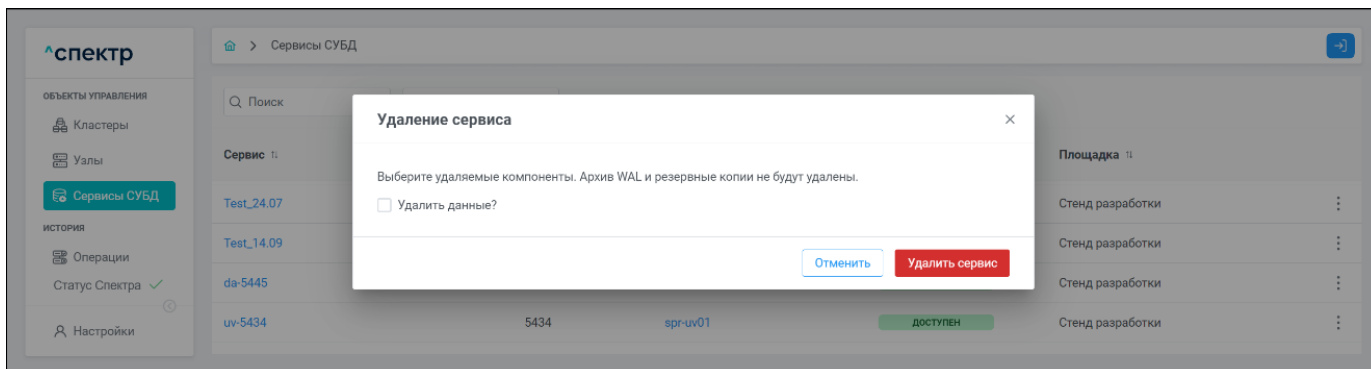 ^спектр
Сервисы СУБД
ОБЪЕКТЫ УПРАВЛЕНИЯ
Кластеры
Узлы
Сервисы СУБД
ИСТОРИЯ
Операции
Статус Спектра
Настройки
Поиск
Сервис
Площадка
Test_24.07
Стенд разработки
Test_14.09
Стенд разработки
da-5445
Стенд разработки
uv-5434 5434 spr-uv01 ДОСТУПЕН Стенд разработки
Удаление сервиса
Выберите удаляемые компоненты. Архив WAL и резервные копии не будут удалены.
Удалить данные?
Отменить Удалить сервис